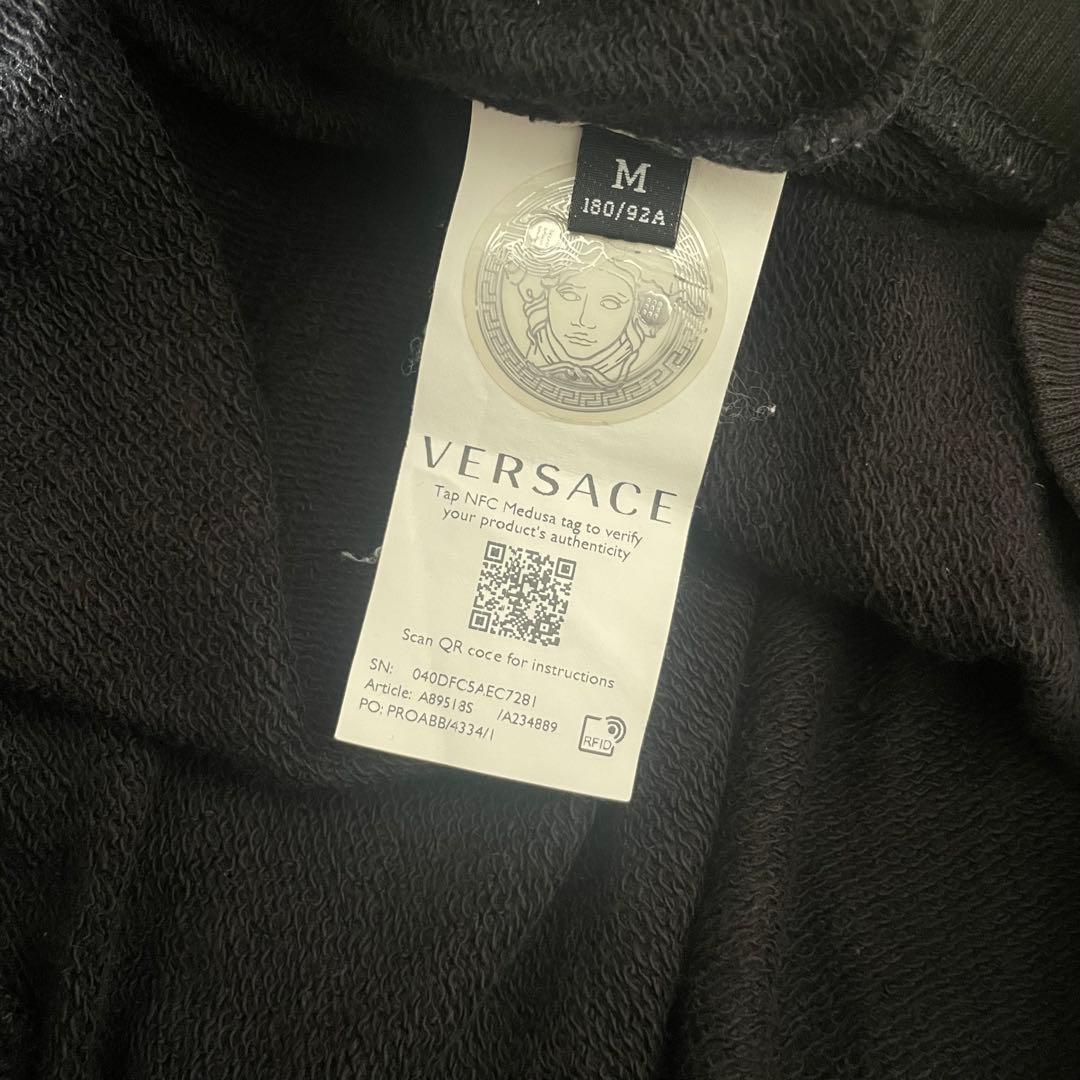 M
180/92A
VERSACE
Tap NFC Medusa tag to verify
your product's authenticity
Scan QR coce for instructions
SN: 040DFC5AEC7281
Article: A89518S /A234889
PO: PROABB/4334/1
RFID